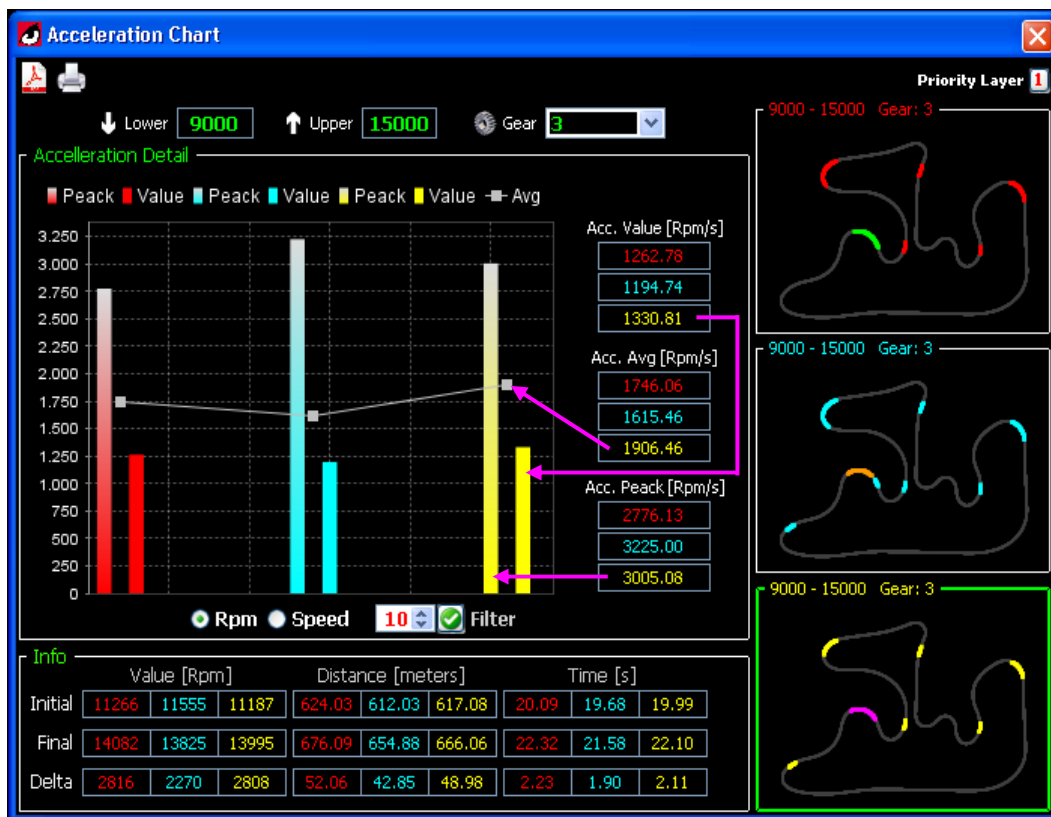 Acceleration Chart
Priority Layer 1
Lower 9000 Upper 15000 Gear 3
Accelleration Detail
Peack Value Peack Value Peack Value Avg
3.250
3.000
2.750
2.500
2.250
2.000
1.750
1.500
1.250
1.000
750
500
250
0
Acc. Value [Rpm/s]
1262.78
1194.74
1330.81
Acc. Avg [Rpm/s]
1746.06
1615.46
1906.46
Acc. Peack [Rpm/s]
2776.13
3225.00
3005.08
Rpm Speed 10 Filter
9000 - 15000 Gear: 3
9000 - 15000 Gear: 3
9000 - 15000 Gear: 3
Info
Value [Rpm] Distance [meters] Time [s]
Initial 11266 11555 11187 624.03 612.03 617.08 20.09 19.68 19.99
Final 14082 13825 13995 676.09 654.88 666.06 22.32 21.58 22.10
Delta 2816 2270 2808 52.06 42.85 48.98 2.23 1.90 2.11